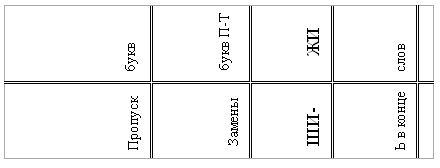 Пропуск букв
Замены букв П-Т
ШИ- ЖИ
Ь в конце слов